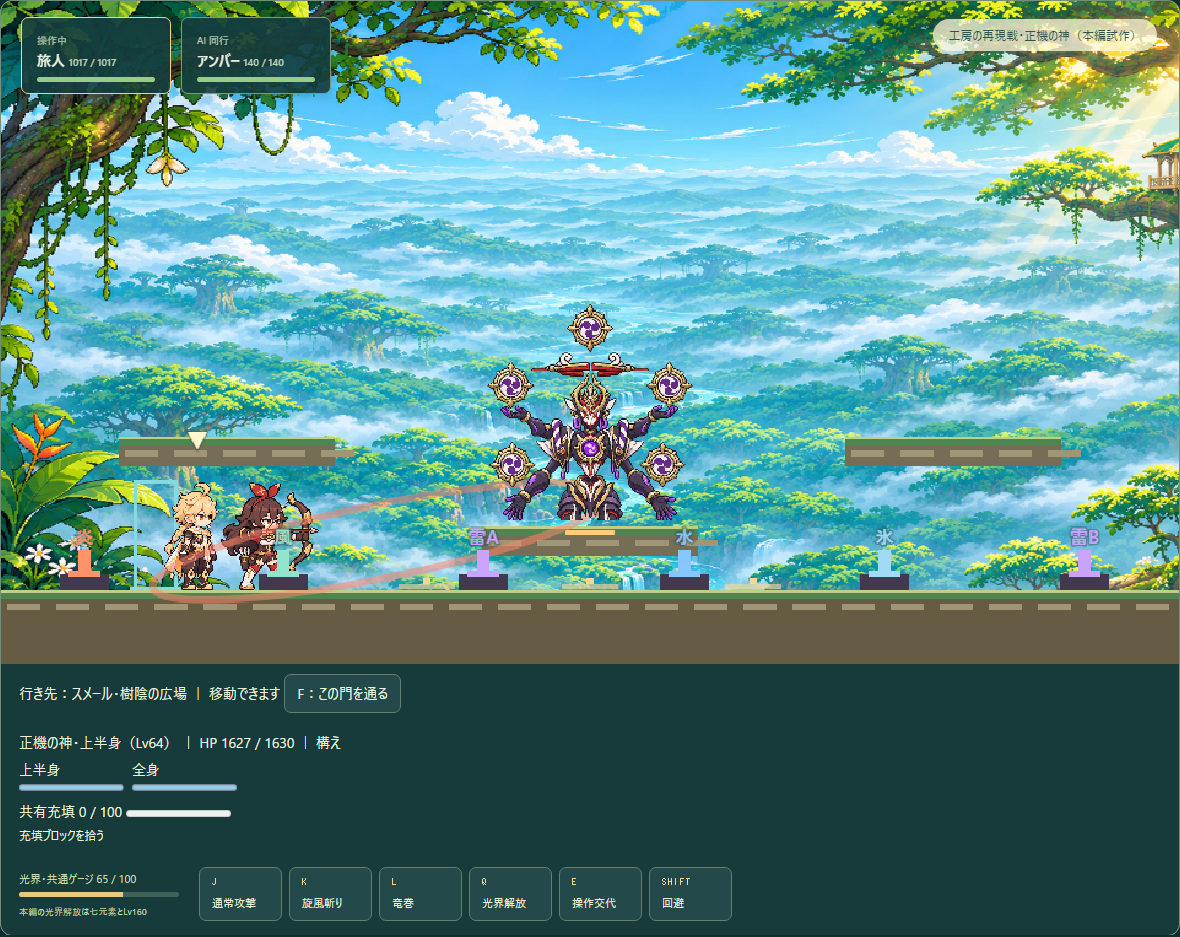 操作中
旅人 1017 / 1017
AI 同行
アンバー 140 / 140
工房の再現戦・正機の神（本編試作）
炎
風
雷A
水
氷
雷B
行き先：スメール・樹陰の広場 | 移動できます
F：この門を通る
正機の神・上半身（Lv64） | HP 1627 / 1630 | 構え
上半身
全身
共有充填 0 / 100
充填ブロックを拾う
光界・共通ゲージ 65 / 100
本編の光界解放は七元素とLv160
J
通常攻撃
K
旋風斬り
L
竜巻
Q
光界解放
E
操作交代
SHIFT
回避